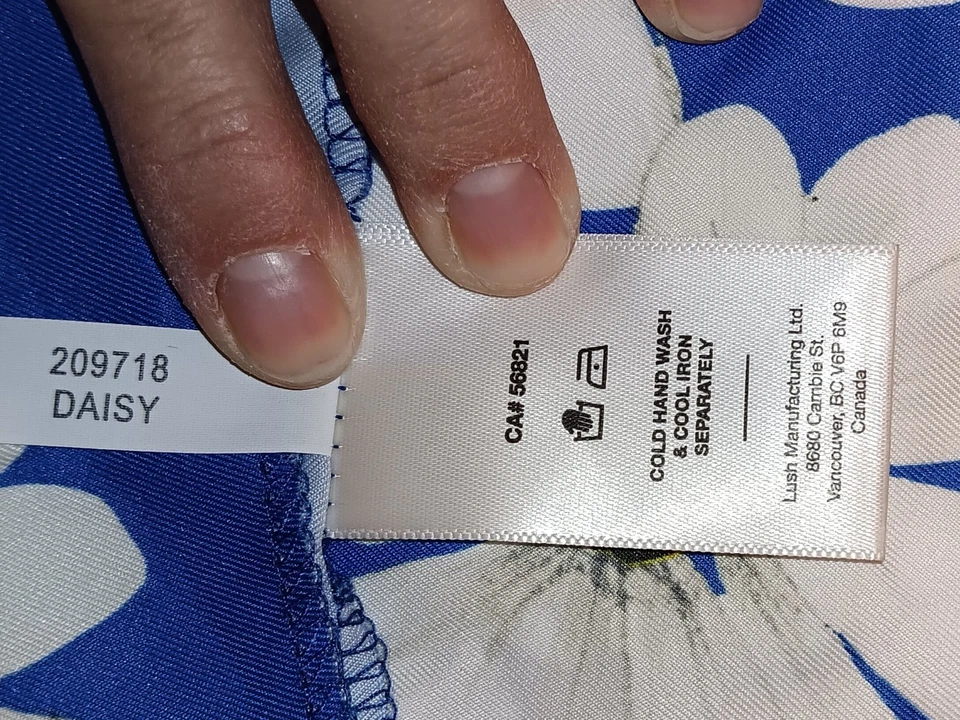 209718
DAISY
CA# 56821
COLD HAND WASH
& COOL IRON
SEPARATELY
Lush Manufacturing Ltd.
8680 Cambie St.
Vancouver, BC V6P 6M9
Canada